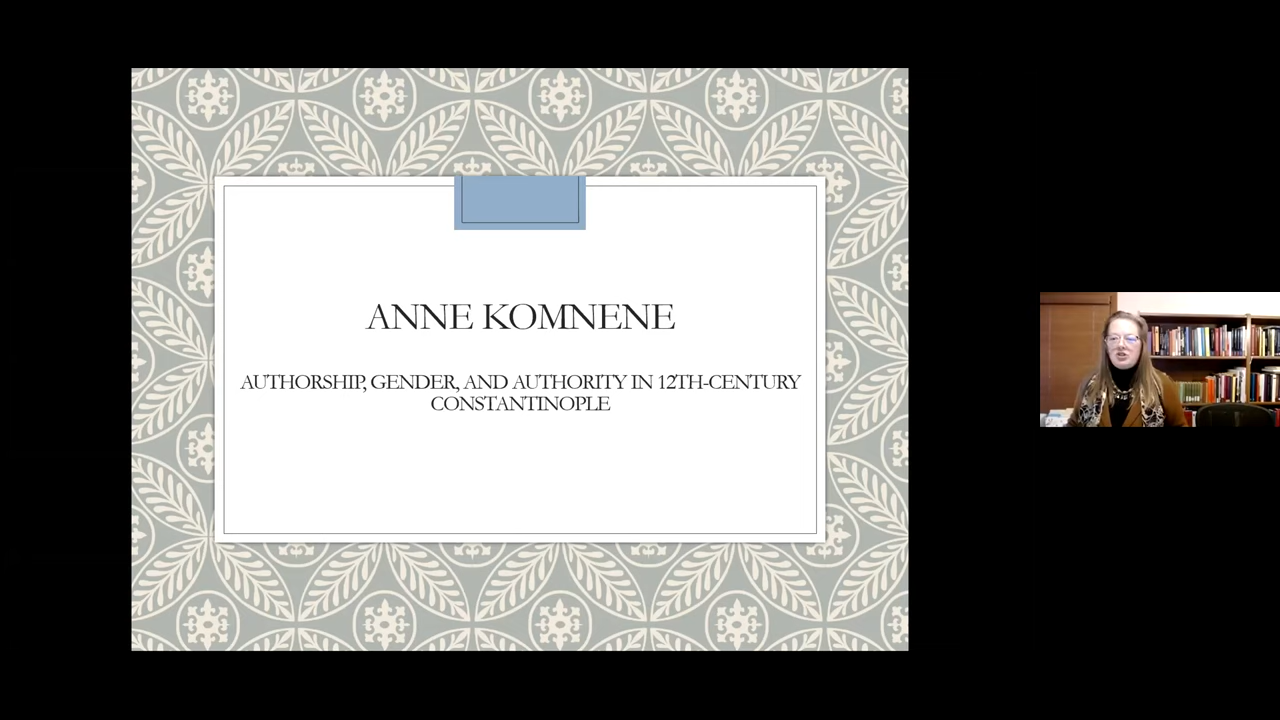 ANNE KOMNENE
AUTHORSHIP, GENDER, AND AUTHORITY IN 12TH-CENTURY
CONSTANTINOPLE